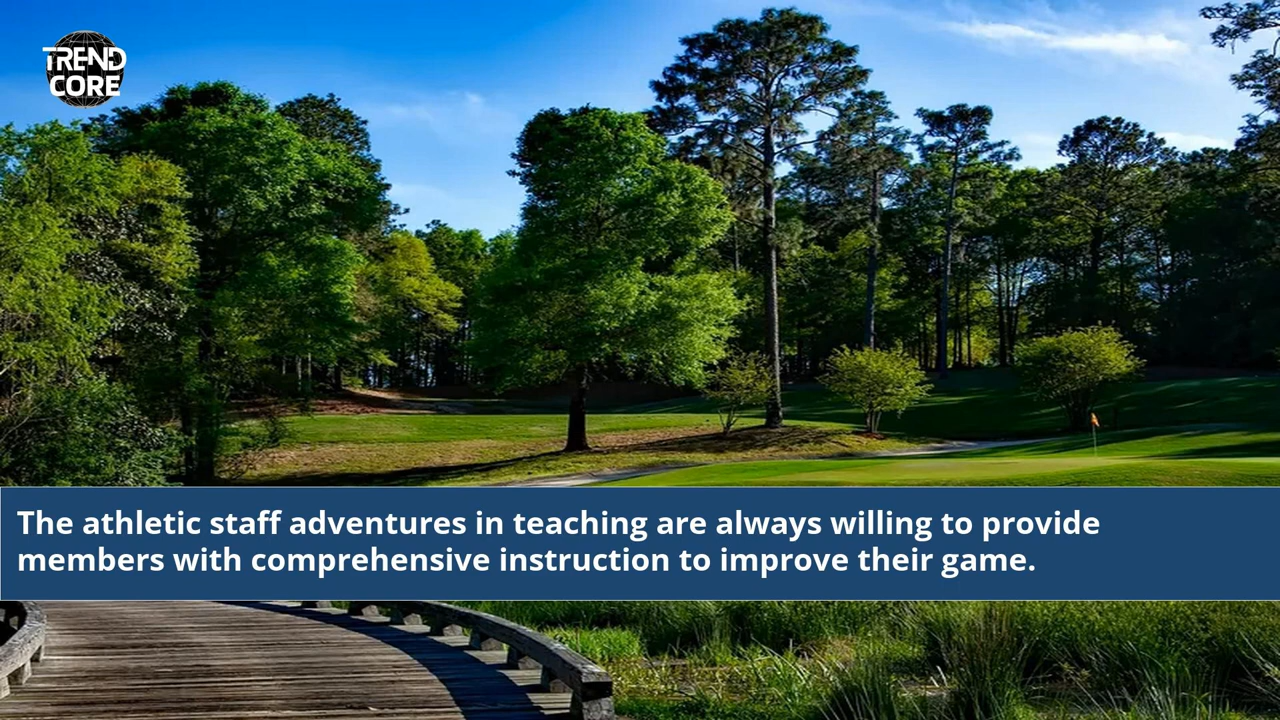 TREND
CORE
The athletic staff adventures in teaching are always willing to provide
members with comprehensive instruction to improve their game.